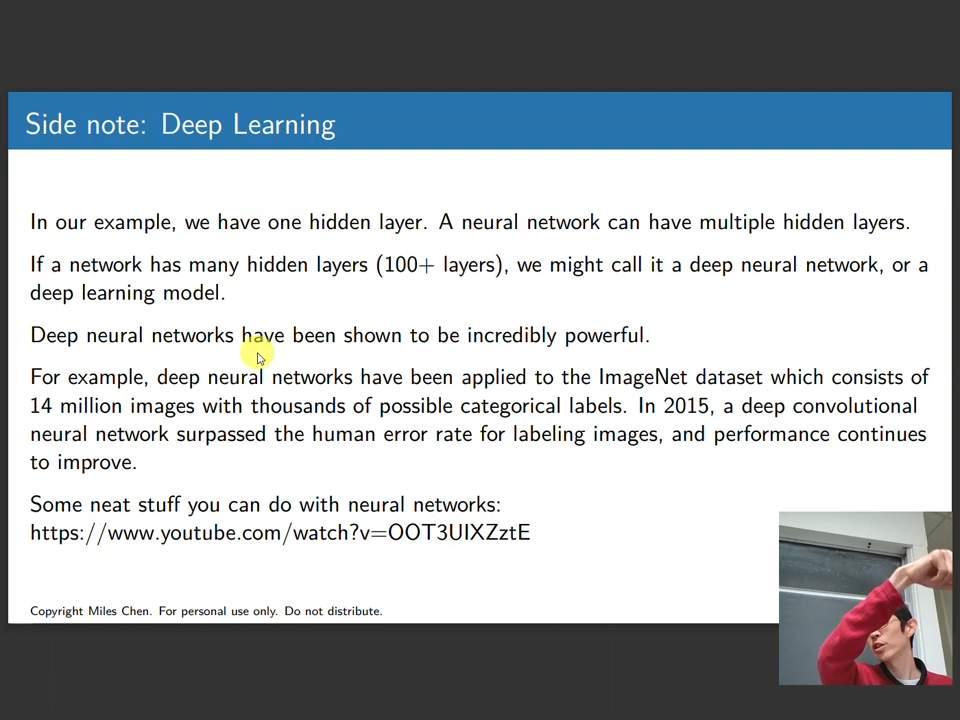 Side note: Deep Learning
In our example, we have one hidden layer. A neural network can have multiple hidden layers.
If a network has many hidden layers (100+ layers), we might call it a deep neural network, or a
deep learning model.
Deep neural networks have been shown to be incredibly powerful.
For example, deep neural networks have been applied to the ImageNet dataset which consists of
14 million images with thousands of possible categorical labels. In 2015, a deep convolutional
neural network surpassed the human error rate for labeling images, and performance continues
to improve.
Some neat stuff you can do with neural networks:
https://www.youtube.com/watch?v=OOT3UIXZztE
Copyright Miles Chen. For personal use only. Do not distribute.